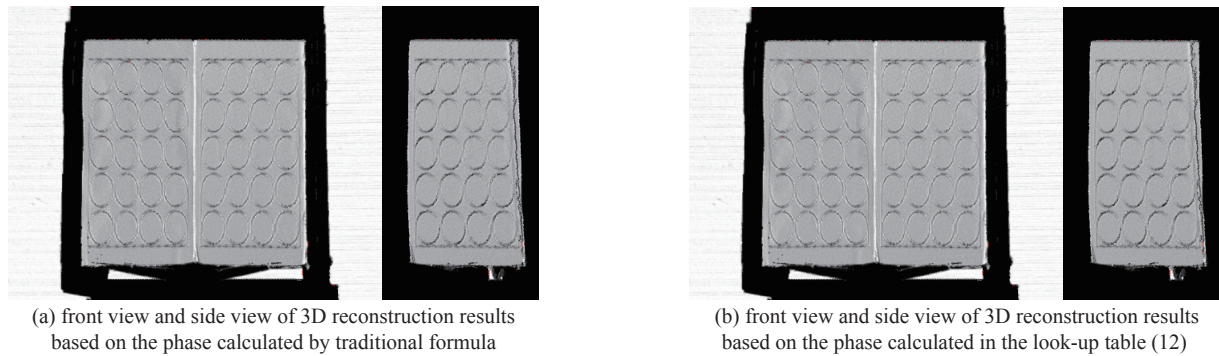 (a) front view and side view of 3D reconstruction results
based on the phase calculated by traditional formula
(b) front view and side view of 3D reconstruction results
based on the phase calculated in the look-up table (12)